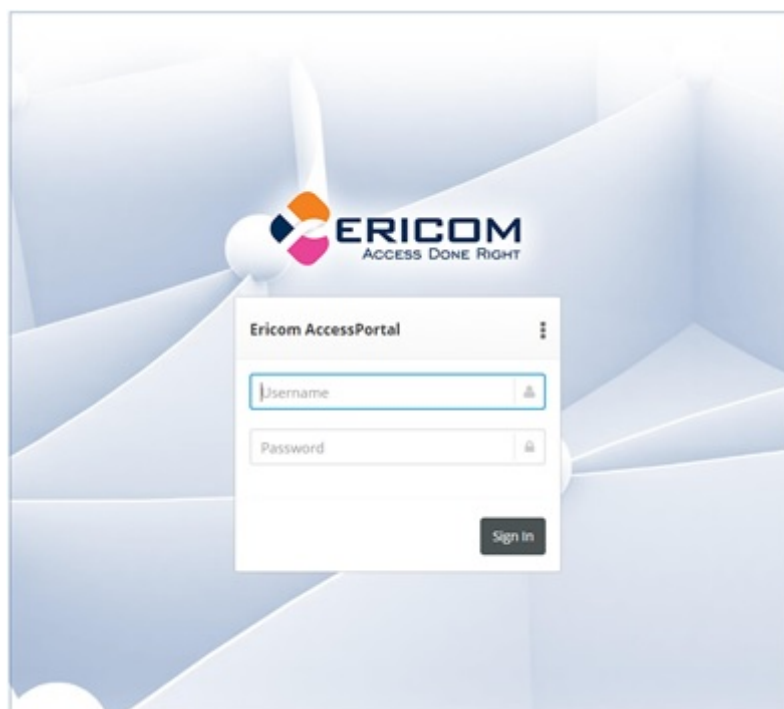 ERICOM
ACCESS DONE RIGHT
Ericom AccessPortal
Username
Password
Sign In